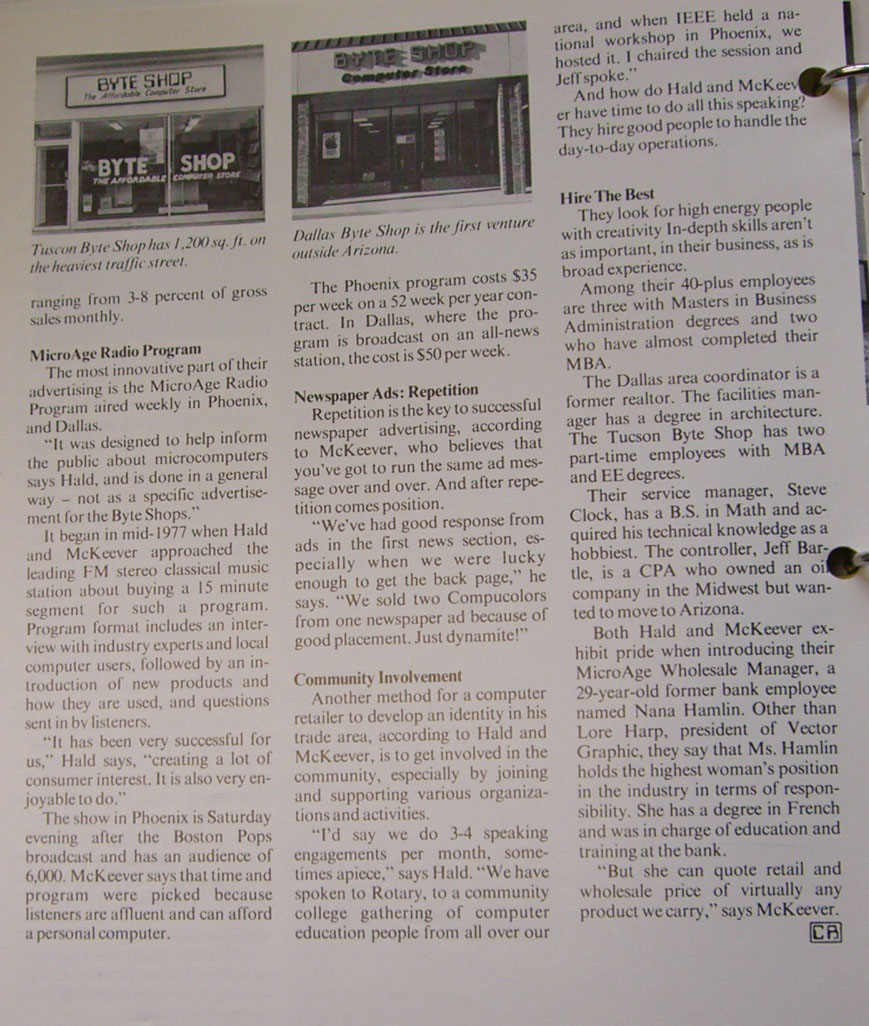 BYTE SHOP
The Affordable Computer Store
BYTE SHOP
THE AFFORDABLE COMPUTER STORE
Tuscon Byte Shop has 1,200 sq. ft. on
the heaviest traffic street.
ranging from 3-8 percent of gross
sales monthly.
MicroAge Radio Program
The most innovative part of their
advertising is the MicroAge Radio
Program aired weekly in Phoenix,
and Dallas.
“It was designed to help inform
the public about microcomputers
says Hald, and is done in a general
way – not as a specific advertise-
ment for the Byte Shops.”
It began in mid-1977 when Hald
and McKeever approached the
leading FM stereo classical music
station about buying a 15 minute
segment for such a program.
Program format includes an inter-
view with industry experts and local
computer users, followed by an in-
troduction of new products and
how they are used, and questions
sent in by listeners.
“It has been very successful for
us,” Hald says, “creating a lot of
consumer interest. It is also very en-
joyable to do.”
The show in Phoenix is Saturday
evening after the Boston Pops
broadcast and has an audience of
6,000. McKeever says that time and
program were picked because
listeners are affluent and can afford
a personal computer.
BYTE SHOP
Computer Store
Dallas Byte Shop is the first venture
outside Arizona.
The Phoenix program costs $35
per week on a 52 week per year con-
tract. In Dallas, where the pro-
gram is broadcast on an all-news
station, the cost is $50 per week.
Newspaper Ads: Repetition
Repetition is the key to successful
newspaper advertising, according
to McKeever, who believes that
you’ve got to run the same ad mes-
sage over and over. And after repe-
tition comes position.
“We’ve had good response from
ads in the first news section, es-
pecially when we were lucky
enough to get the back page,” he
says. “We sold two Compucolors
from one newspaper ad because of
good placement. Just dynamite!”
Community Involvement
Another method for a computer
retailer to develop an identity in his
trade area, according to Hald and
McKeever, is to get involved in the
community, especially by joining
and supporting various organiza-
tions and activities.
“I’d say we do 3-4 speaking
engagements per month, some-
times apiece,” says Hald. “We have
spoken to Rotary, to a community
college gathering of computer
education people from all over our
area, and when IEEE held a na-
tional workshop in Phoenix, we
hosted it. I chaired the session and
Jeff spoke.”
And how do Hald and McKeev
er have time to do all this speaking?
They hire good people to handle the
day-to-day operations.
Hire The Best
They look for high energy people
with creativity In-depth skills aren’t
as important, in their business, as is
broad experience.
Among their 40-plus employees
are three with Masters in Business
Administration degrees and two
who have almost completed their
MBA.
The Dallas area coordinator is a
former realtor. The facilities man-
ager has a degree in architecture.
The Tucson Byte Shop has two
part-time employees with MBA
and EE degrees.
Their service manager, Steve
Clock, has a B.S. in Math and ac-
quired his technical knowledge as a
hobbiest. The controller, Jeff Bar-
tle, is a CPA who owned an oil
company in the Midwest but wan-
ted to move to Arizona.
Both Hald and McKeever ex-
hibit pride when introducing their
MicroAge Wholesale Manager, a
29-year-old former bank employee
named Nana Hamlin. Other than
Lore Harp, president of Vector
Graphic, they say that Ms. Hamlin
holds the highest woman’s position
in the industry in terms of respon-
sibility. She has a degree in French
and was in charge of education and
training at the bank.
“But she can quote retail and
wholesale price of virtually any
product we carry,” says McKeever.
CR